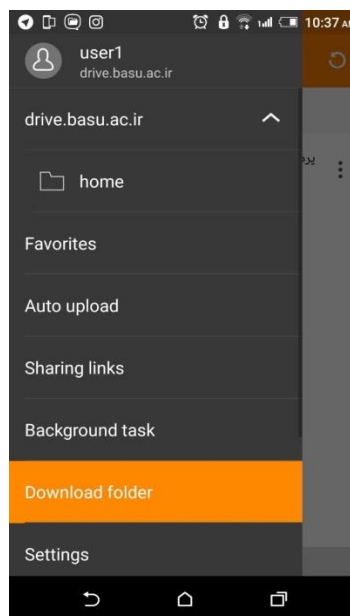 10:37 A
user1
drive.basu.ac.ir
drive.basu.ac.ir
home
Favorites
Auto upload
Sharing links
Background task
Download folder
Settings